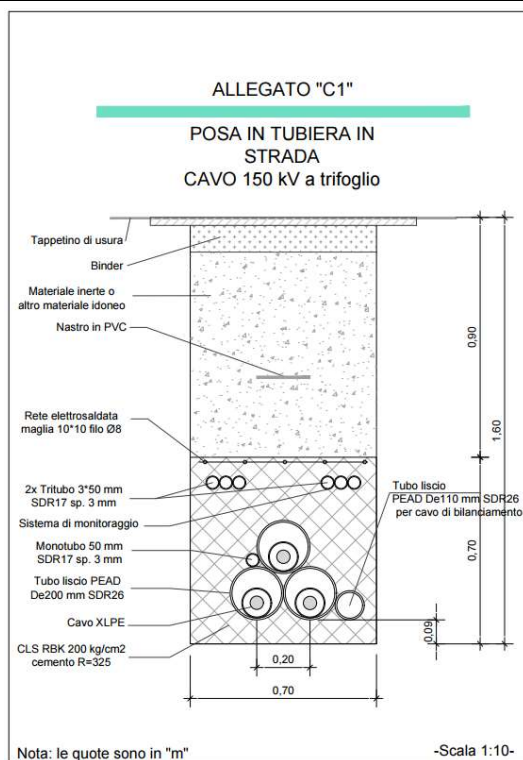 ALLEGATO "C1"
POSA IN TUBIERA IN
STRADA
CAVO 150 kV a trifoglio
Tappetino di usura
Binder
Materiale inerte o
altro materiale idoneo
Nastro in PVC
0,90
1,60
Rete elettrosaldata
maglia 10*10 filo Ø8
2x Tritubo 3*50 mm
SDR17 sp. 3 mm
Tubo liscio
PEAD De110 mm SDR26
per cavo di bilanciamento
Sistema di monitoraggio
0,70
Monotubo 50 mm
SDR17 sp. 3 mm
Tubo liscio PEAD
De200 mm SDR26
Cavo XLPE
0,09
CLS RBK 200 kg/cm2
cemento R=325
0,20
0,70
Nota: le quote sono in "m"
-Scala 1:10-